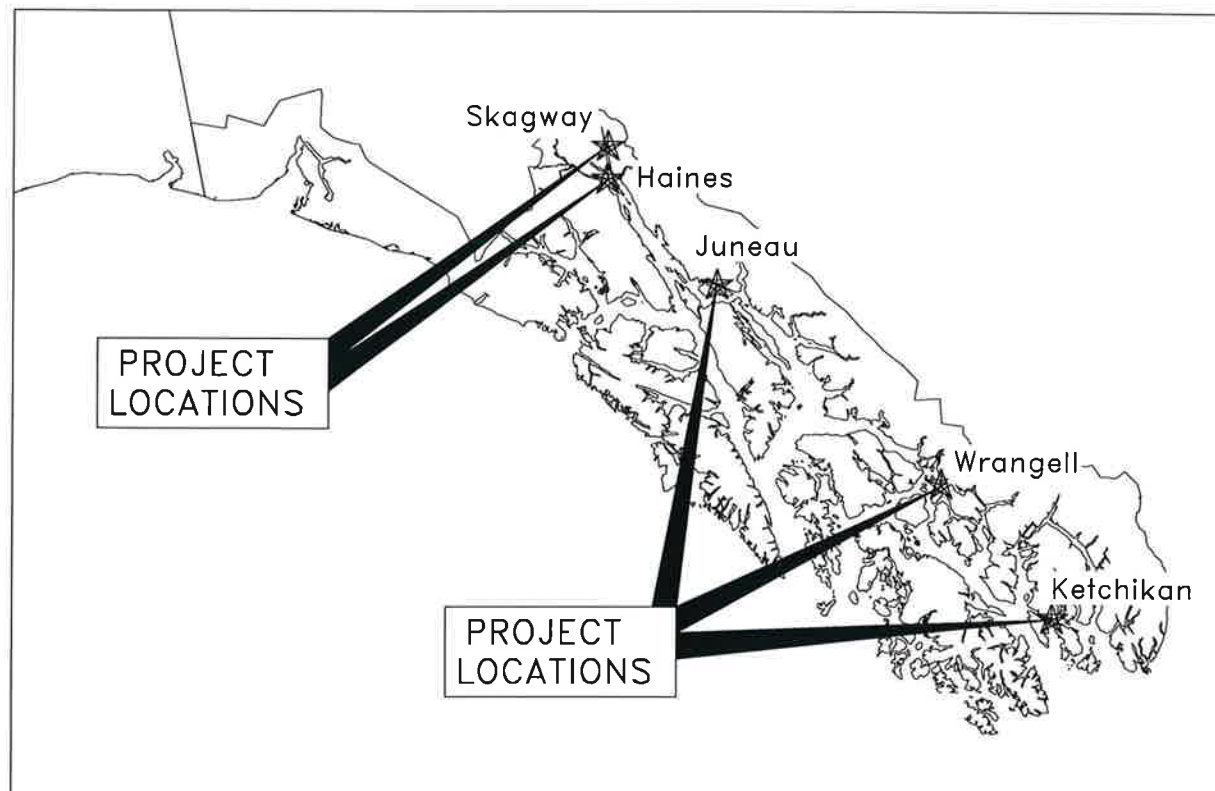 Skagway
Haines
Juneau
PROJECT
LOCATIONS
Wrangell
Ketchikan
PROJECT
LOCATIONS